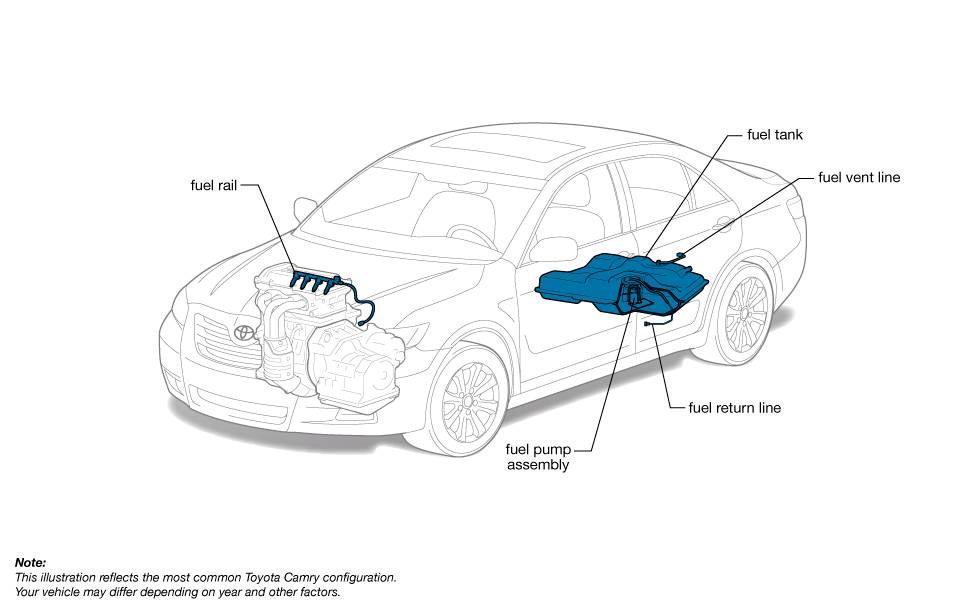 fuel tank
fuel vent line
fuel rail
fuel return line
fuel pump
assembly
Note:
This illustration reflects the most common Toyota Camry configuration.
Your vehicle may differ depending on year and other factors.